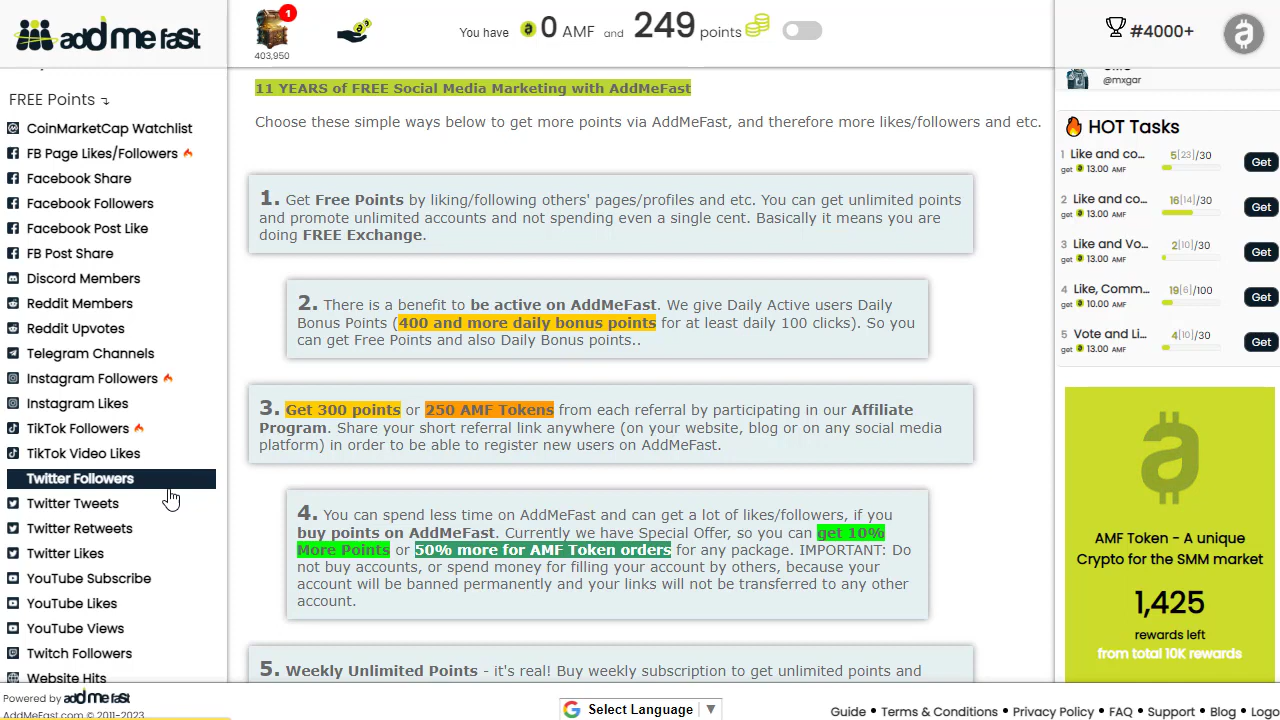 addmefast
1
403,950
You have 0 AMF and 249 points
#4000+
FREE Points
CoinMarketCap Watchlist
FB Page Likes/Followers
Facebook Share
Facebook Followers
Facebook Post Like
FB Post Share
Discord Members
Reddit Members
Reddit Upvotes
Telegram Channels
Instagram Followers
Instagram Likes
TikTok Followers
TikTok Video Likes
Twitter Followers
Twitter Tweets
Twitter Retweets
Twitter Likes
YouTube Subscribe
YouTube Likes
YouTube Views
Twitch Followers
Website Hits
Powered by addmefast
AddMeFast.com © 2011-2023
11 YEARS of FREE Social Media Marketing with AddMeFast
Choose these simple ways below to get more points via AddMeFast, and therefore more likes/followers and etc.
1. Get Free Points by liking/following others' pages/profiles and etc. You can get unlimited points
and promote unlimited accounts and not spending even a single cent. Basically it means you are
doing FREE Exchange.
2. There is a benefit to be active on AddMeFast. We give Daily Active users Daily
Bonus Points (400 and more daily bonus points for at least daily 100 clicks). So you
can get Free Points and also Daily Bonus points..
3. Get 300 points or 250 AMF Tokens from each referral by participating in our Affiliate
Program. Share your short referral link anywhere (on your website, blog or on any social media
platform) in order to be able to register new users on AddMeFast.
4. You can spend less time on AddMeFast and can get a lot of likes/followers, if you
buy points on AddMeFast. Currently we have Special Offer, so you can get 10%
More Points or 50% more for AMF Token orders for any package. IMPORTANT: Do
not buy accounts, or spend money for filling your account by others, because your
account will be banned permanently and your links will not be transferred to any other
account.
5. Weekly Unlimited Points - it's real! Buy weekly subscription to get unlimited points and
@mxgar
HOT Tasks
1 Like and co... 5[23]/30 Get
get 13.00 AMF
2 Like and co... 16[14]/30 Get
get 13.00 AMF
3 Like and Vo... 2[10]/30 Get
get 13.00 AMF
4 Like, Comm... 19[6]/100 Get
get 10.00 AMF
5 Vote and Li... 4[10]/30 Get
get 13.00 AMF
AMF Token - A unique
Crypto for the SMM market
1,425
rewards left
from total 10K rewards
Select Language ▼
Guide • Terms & Conditions • Privacy Policy • FAQ • Support • Blog • Logo